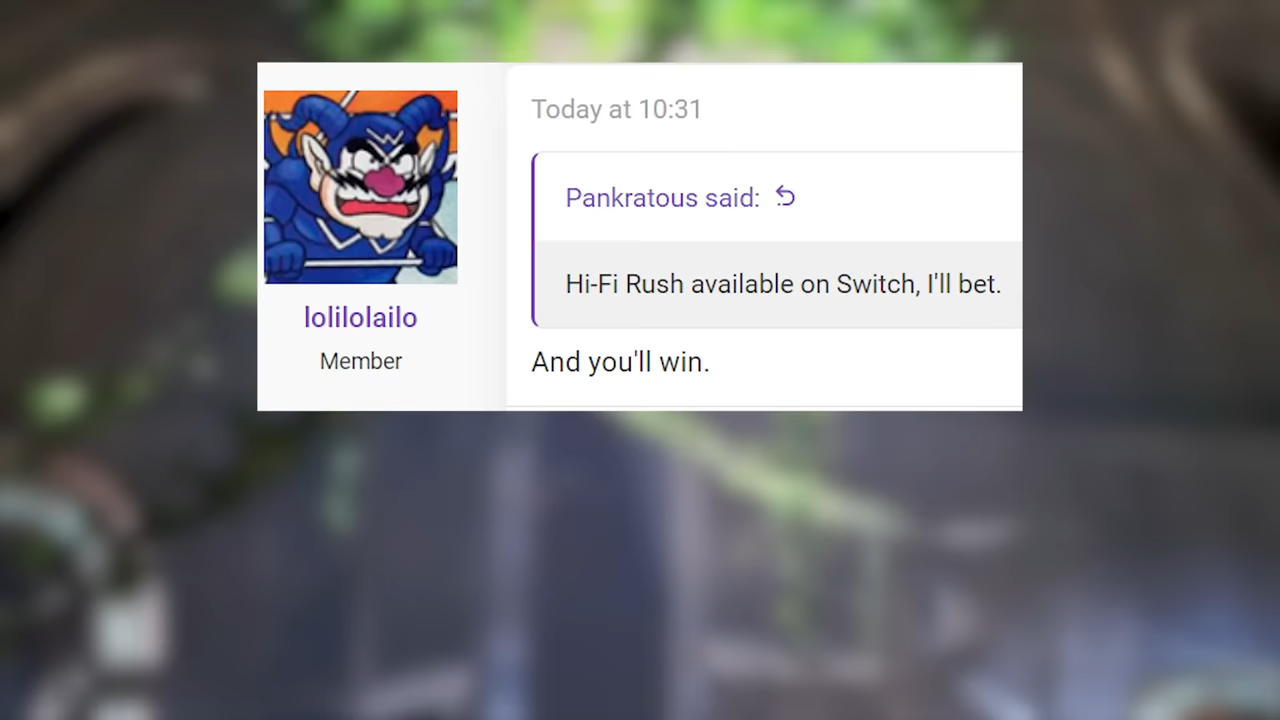 Today at 10:31
Pankratous said:
Hi-Fi Rush available on Switch, I'll bet.
lolilolailo
Member
And you'll win.